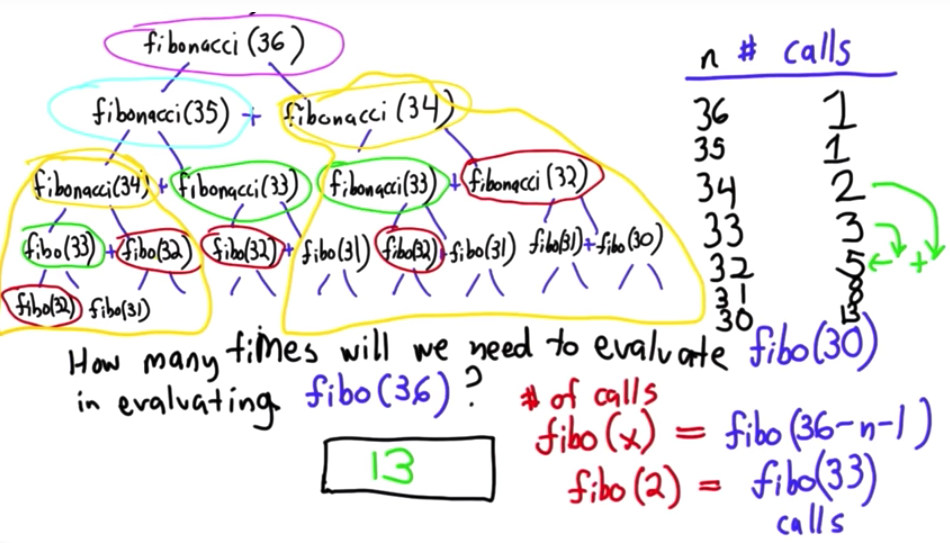 fibonacci (36)
fibonacci (35) + fibonacci (34)
fibonacci (34) + fibonacci (33) fibonacci (33) + fibonacci (32)
fibo (33) + fibo(32) fibo(32) + fibo(31) fibo(32) + fibo(31) fibo(31) + fibo(30)
fibo(32) fibo(31)
n # calls
36 1
35 1
34 2
33 3
32 5 ← +
31 8
30 13
How many times will we need to evaluate fibo(30)
in evaluating fibo(36)?
13
# of calls
fibo(x) = fibo(36-n-1)
fibo(2) = fibo(33)
calls